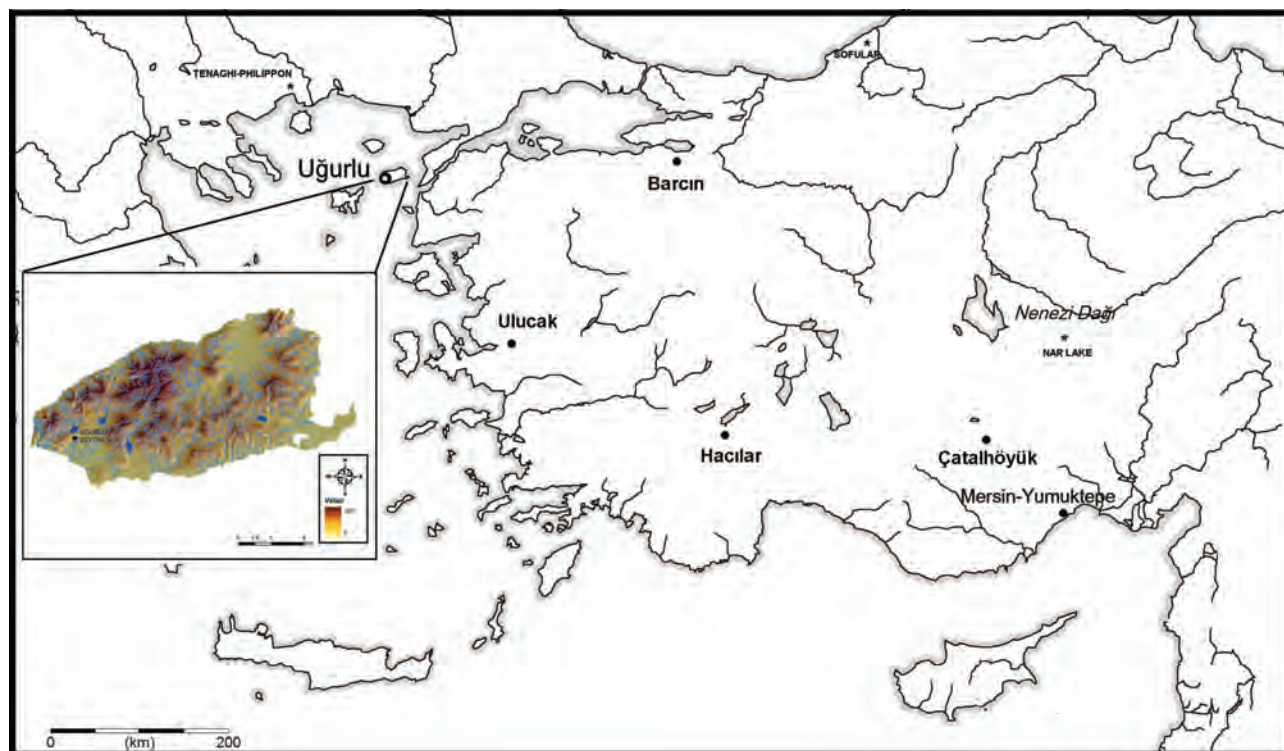 TENAGHI-PHILIPPON
SOFULAR
Uğurlu
Barcın
Nenezi Dağı
Ulucak
NAR LAKE
Hacılar
Çatalhöyük
Mersin-Yumuktepe
0 (km) 200